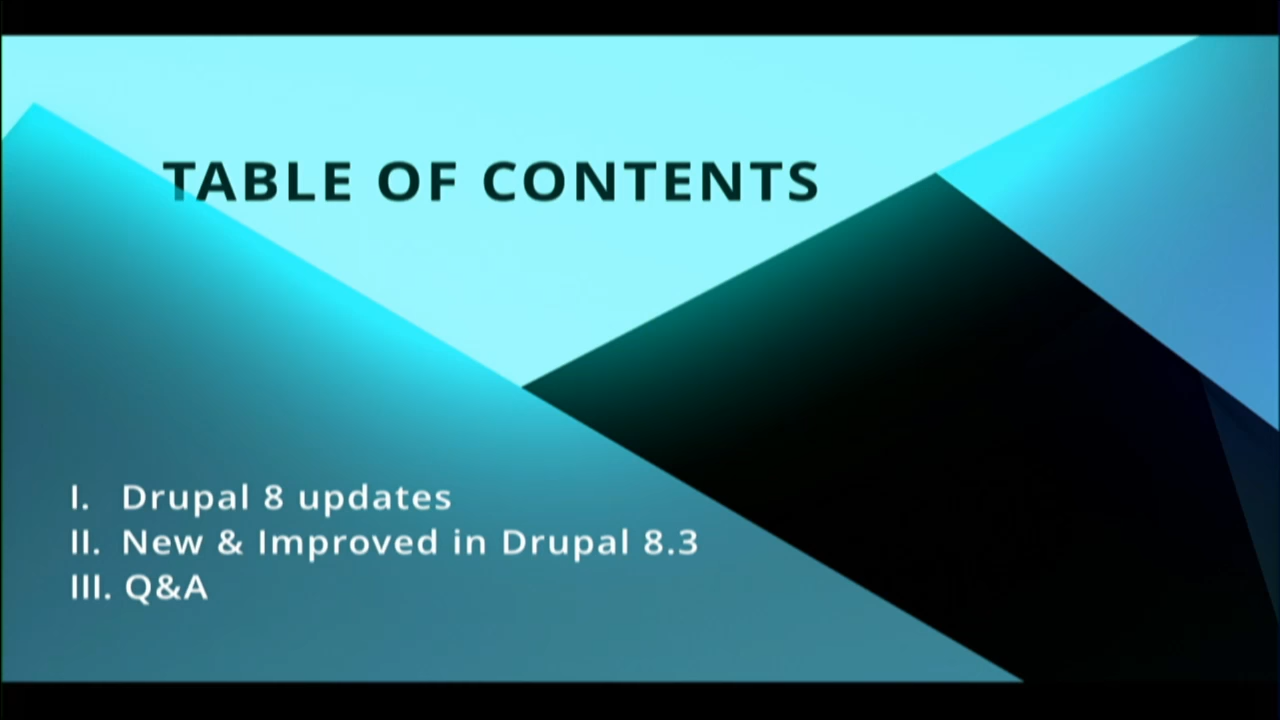 TABLE OF CONTENTS
I. Drupal 8 updates
II. New & Improved in Drupal 8.3
III. Q&A